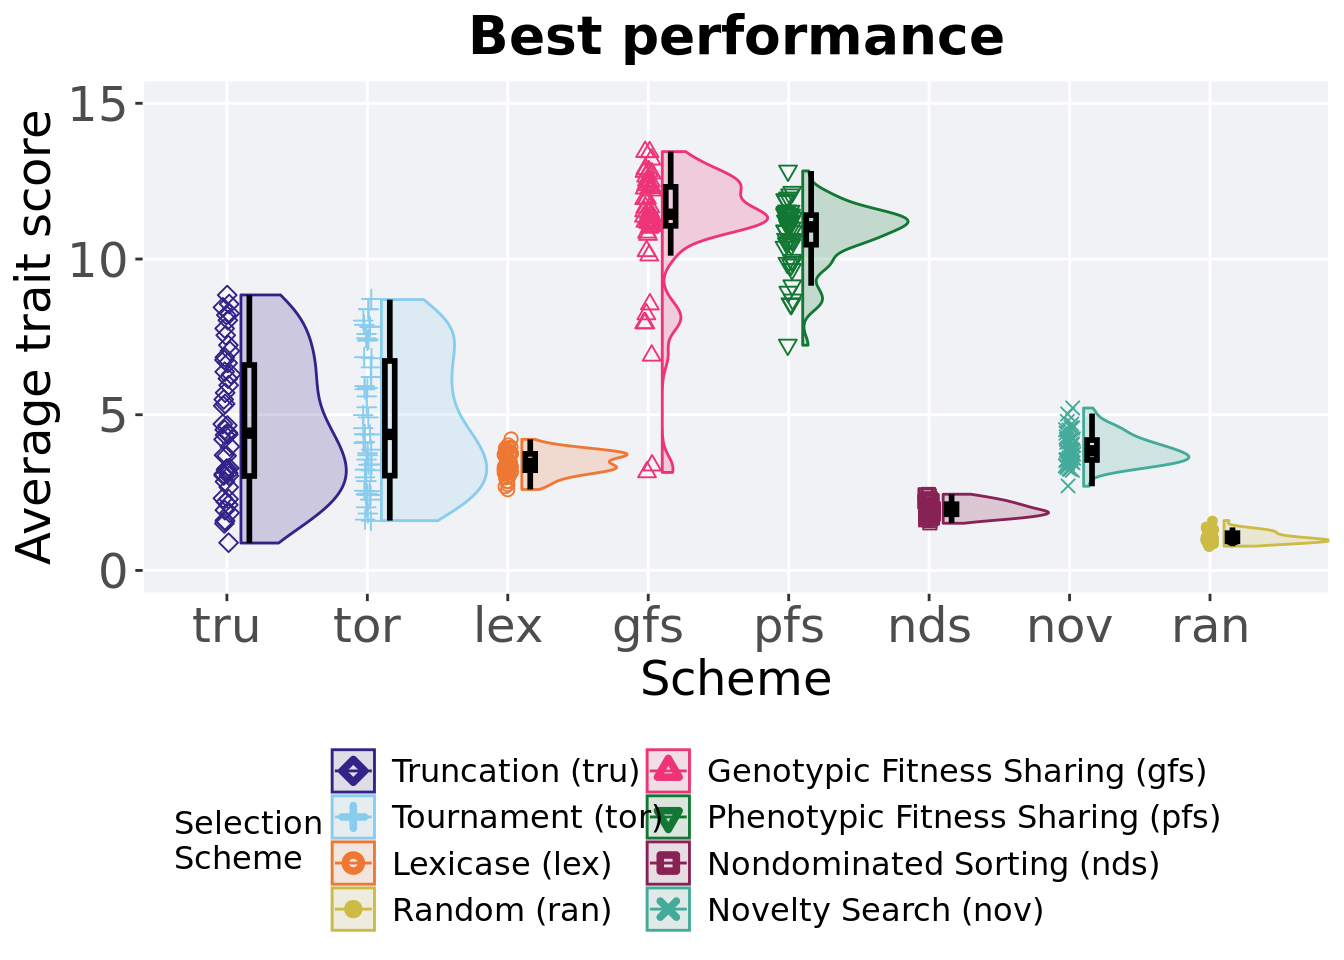 Best performance
Average trait score
15
10
5
0
tru tor lex gfs pfs nds nov ran
Scheme
Selection
Scheme
Truncation (tru)
Tournament (tor)
Lexicase (lex)
Random (ran)
Genotypic Fitness Sharing (gfs)
Phenotypic Fitness Sharing (pfs)
Nondominated Sorting (nds)
Novelty Search (nov)